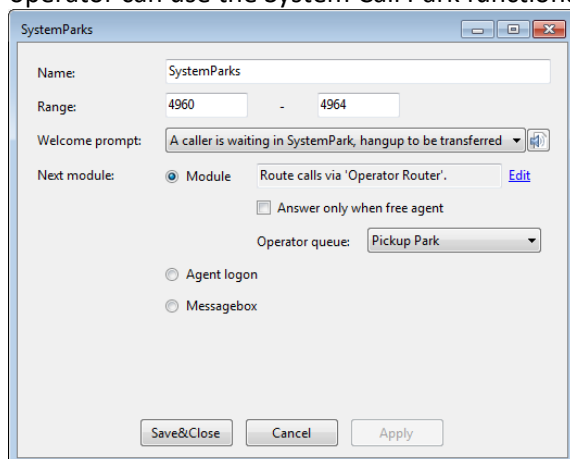 operator can use the System Call Park function
SystemParks
Name: SystemParks
Range: 4960 - 4964
Welcome prompt: A caller is waiting in SystemPark, hangup to be transferred
Next module: Module Route calls via 'Operator Router'. Edit
Answer only when free agent
Operator queue: Pickup Park
Agent logon
Messagebox
Save&Close Cancel Apply